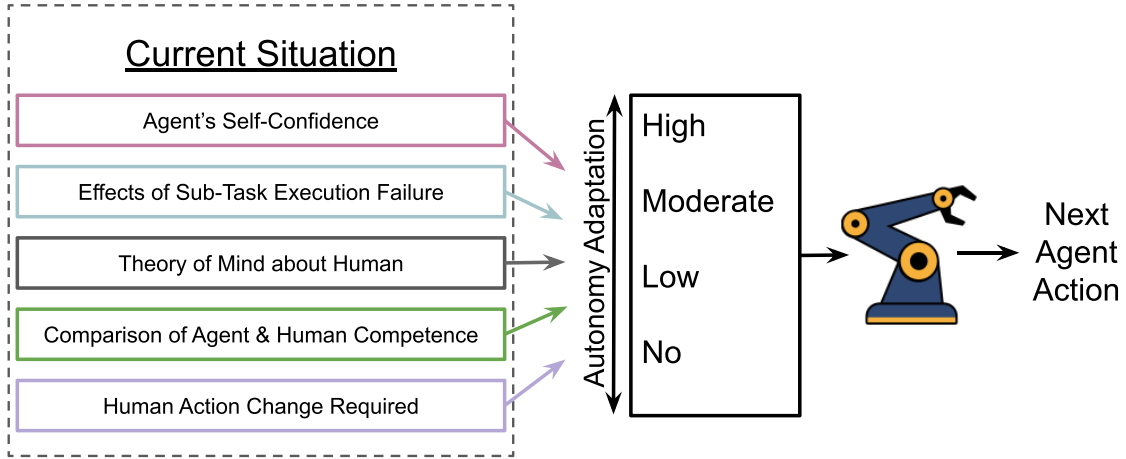 Current Situation
Agent's Self-Confidence
Effects of Sub-Task Execution Failure
Theory of Mind about Human
Comparison of Agent & Human Competence
Human Action Change Required
Autonomy Adaptation
High
Moderate
Low
No
Next
Agent
Action